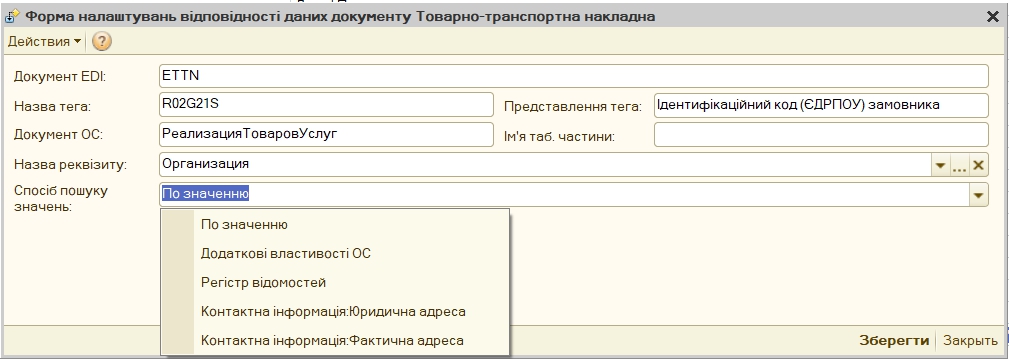 Форма налаштувань відповідності даних документу Товарно-транспортна накладна
Действия
?
Документ EDI: ETTN
Назва тега: R02G21S Представлення тега: Ідентифікаційний код (ЄДРПОУ) замовника
Документ ОС: РеализацияТоваровУслуг Ім'я таб. частини:
Назва реквізиту: Организация ...
Спосіб пошуку значень: По значенню
По значенню
Додаткові властивості ОС
Регістр відомостей
Контактна інформація:Юридична адреса
Контактна інформація:Фактична адреса
Зберегти Закрыть